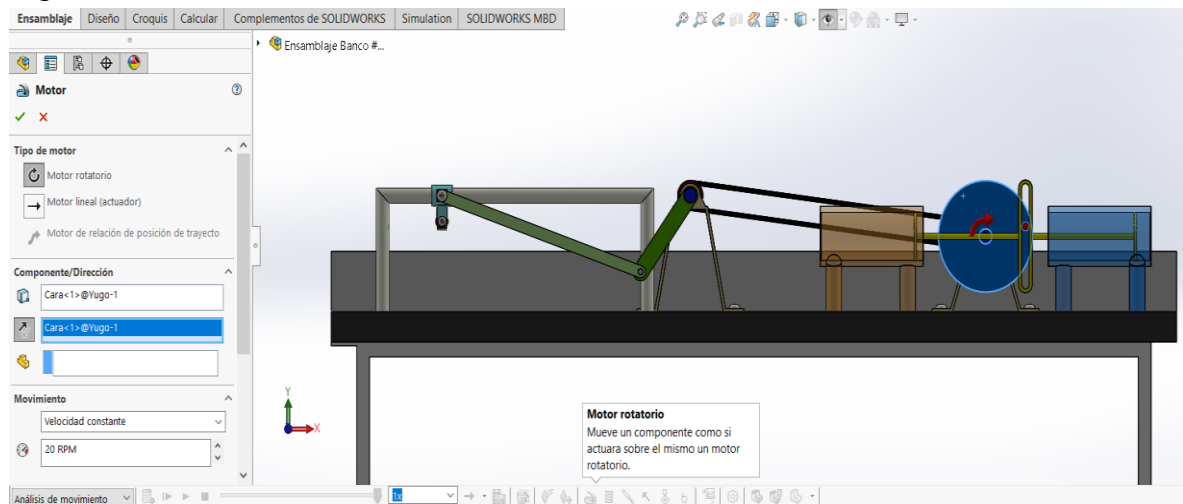 Ensamblaje Diseño Croquis Calcular Complementos de SOLIDWORKS Simulation SOLIDWORKS MBD
Ensamblaje Banco #...
Motor
Tipo de motor
Motor rotatorio
Motor lineal (actuador)
Motor de relación de posición de trayecto
Componente/Dirección
Cara<1>@Yugo-1
Cara<1>@Yugo-1
Movimiento
Velocidad constante
20 RPM
Y
X
Motor rotatorio
Mueve un componente como si
actuara sobre el mismo un motor
rotatorio.
Análisis de movimiento
1x